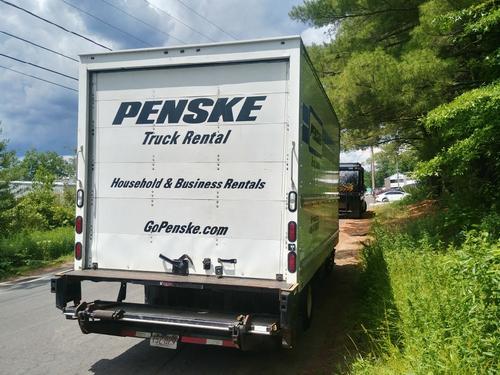 PENSKE
Truck Rental
Household & Business Rentals
GoPenske.com